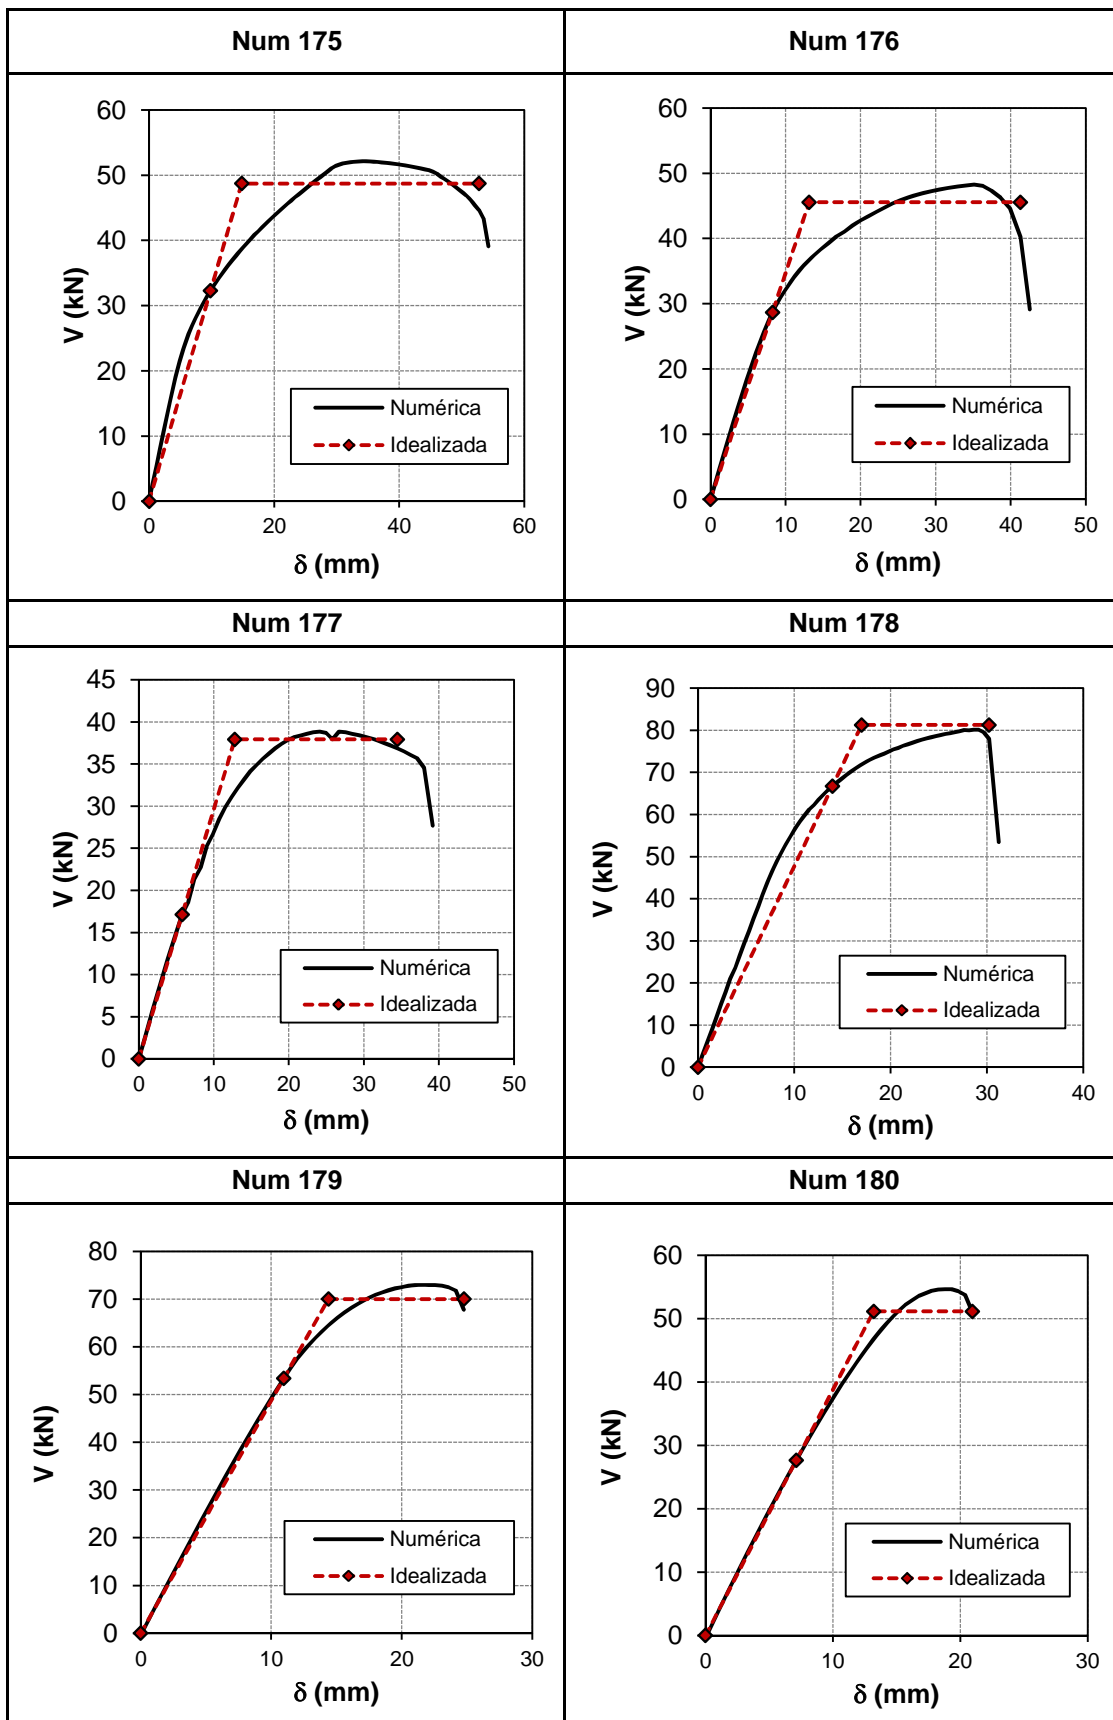 Num 175
Num 176
60
50
40
30
20
10
0
V (kN)
Numérica
Idealizada
0 20 40 60
δ (mm)
60
50
40
30
20
10
0
V (kN)
Numérica
Idealizada
0 10 20 30 40 50
δ (mm)
Num 177
Num 178
45
40
35
30
25
20
15
10
5
0
V (kN)
Numérica
Idealizada
0 10 20 30 40 50
δ (mm)
90
80
70
60
50
40
30
20
10
0
V (kN)
Numérica
Idealizada
0 10 20 30 40
δ (mm)
Num 179
Num 180
80
70
60
50
40
30
20
10
0
V (kN)
Numérica
Idealizada
0 10 20 30
δ (mm)
60
50
40
30
20
10
0
V (kN)
Numérica
Idealizada
0 10 20 30
δ (mm)